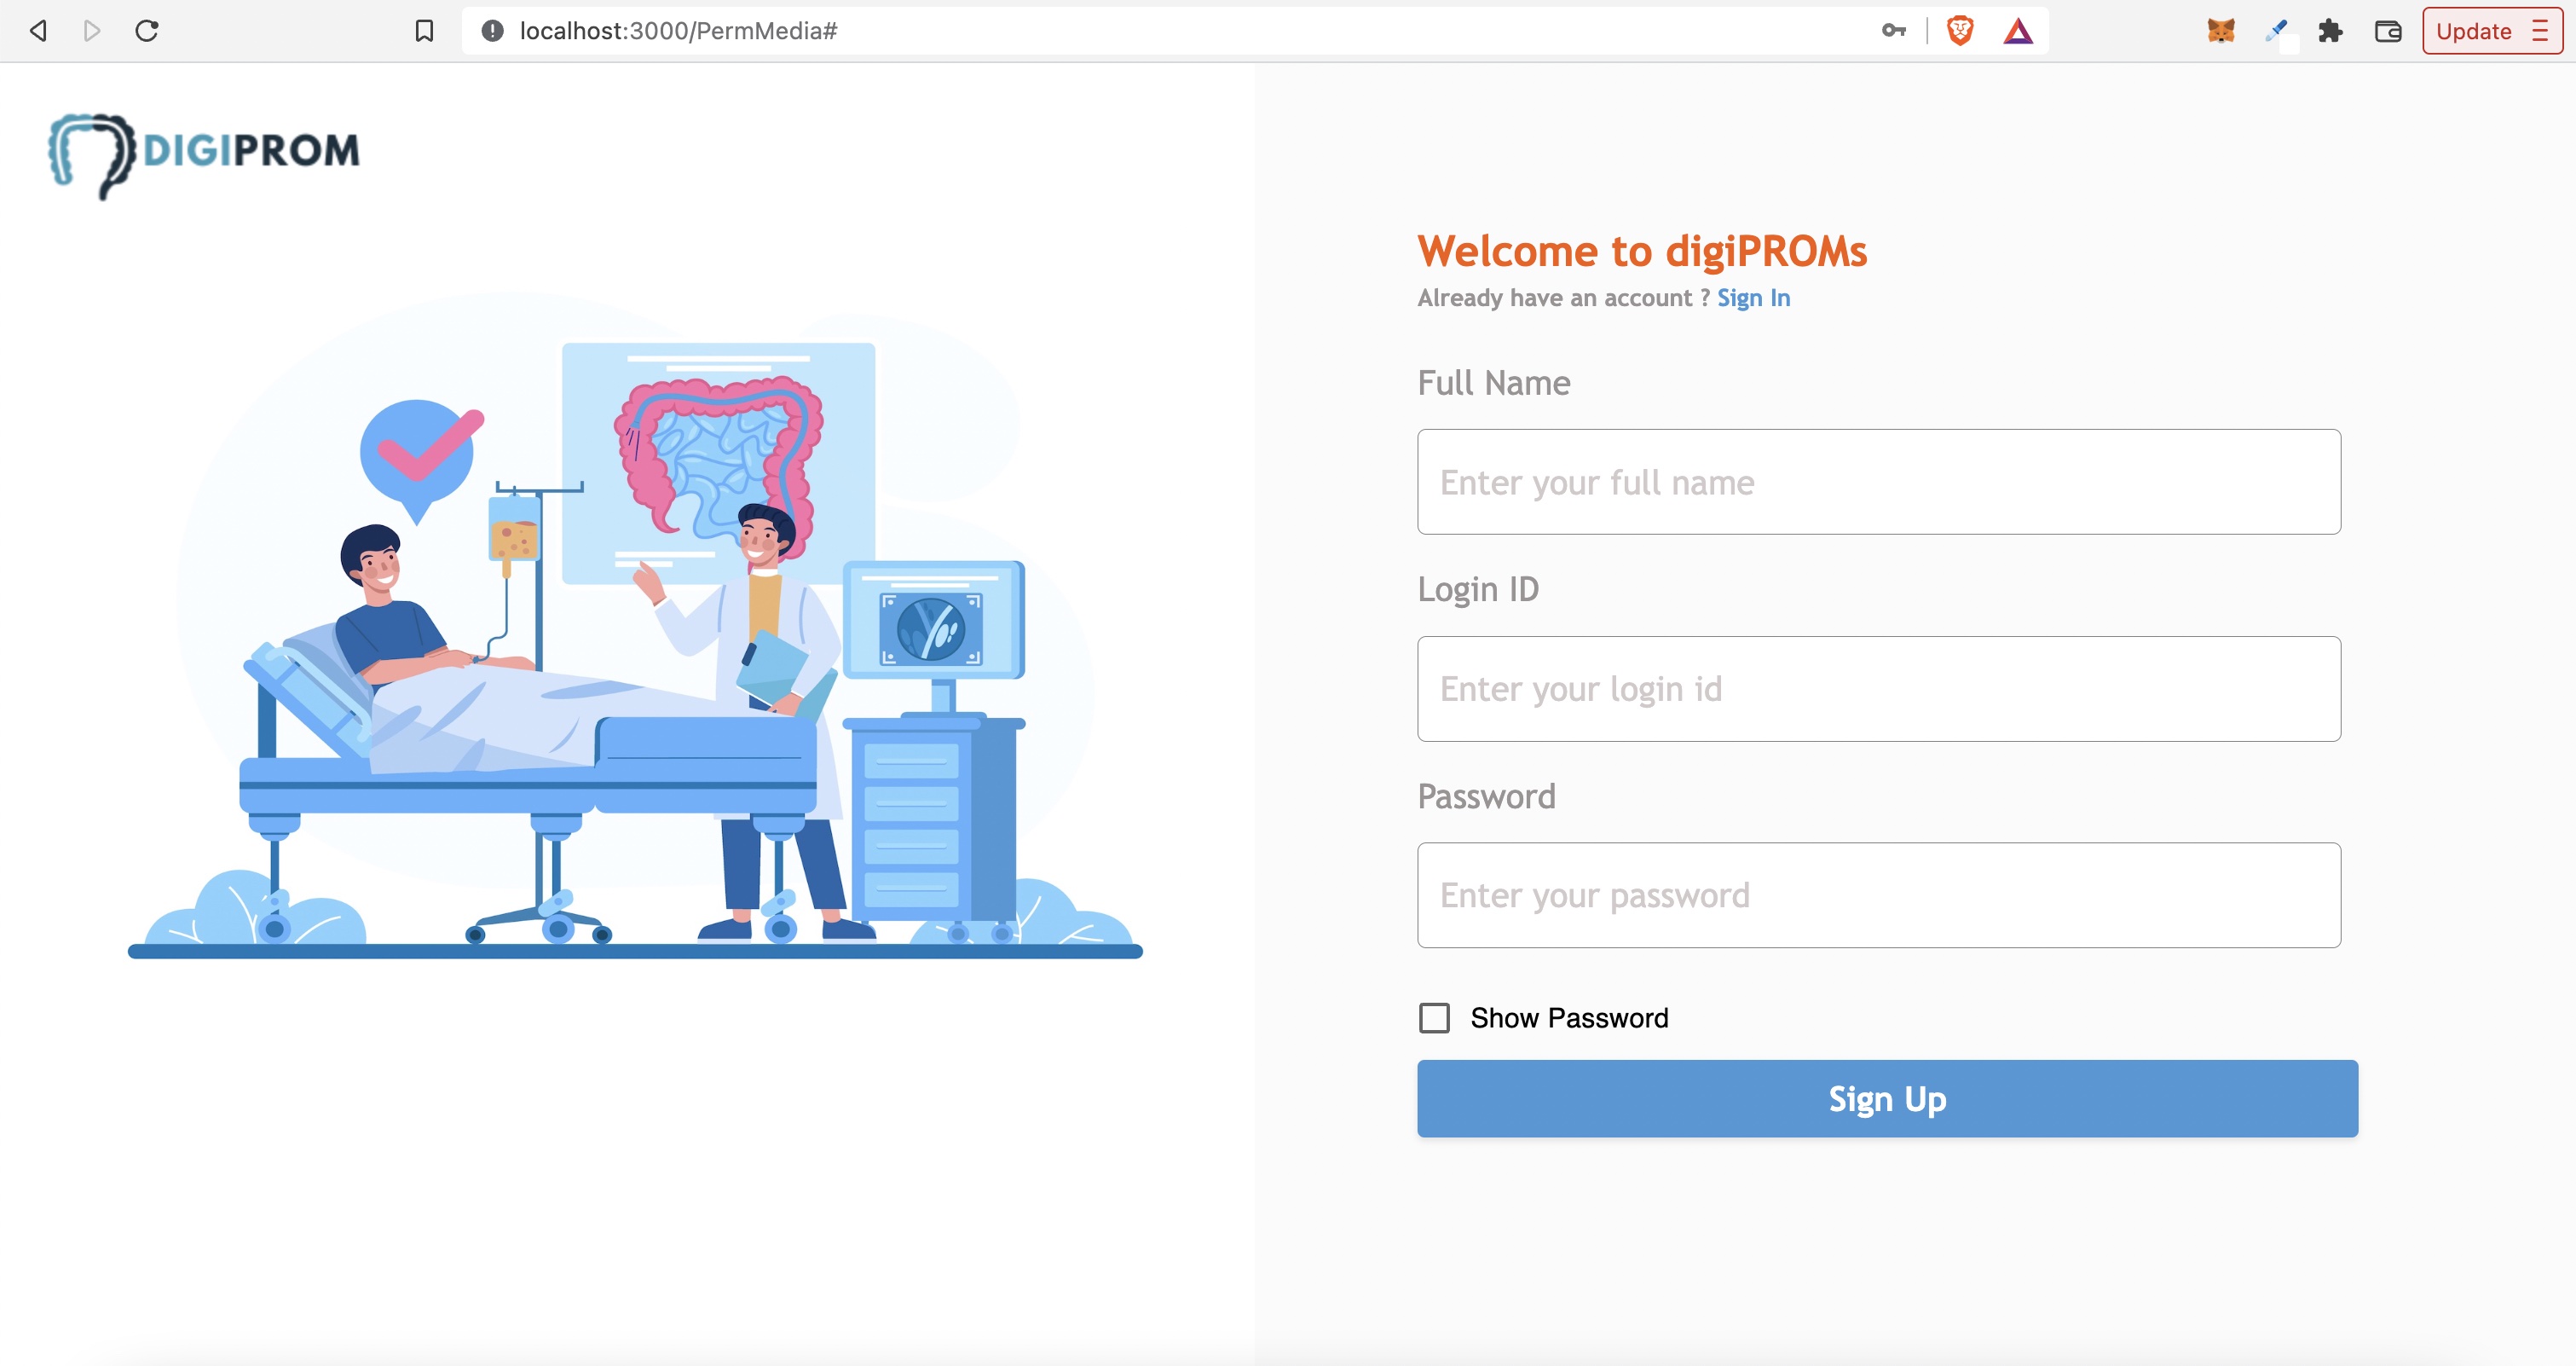 localhost:3000/PermMedia#
Update
DIGIPROM
Welcome to digiPROMs
Already have an account ? Sign In
Full Name
Enter your full name
Login ID
Enter your login id
Password
Enter your password
Show Password
Sign Up